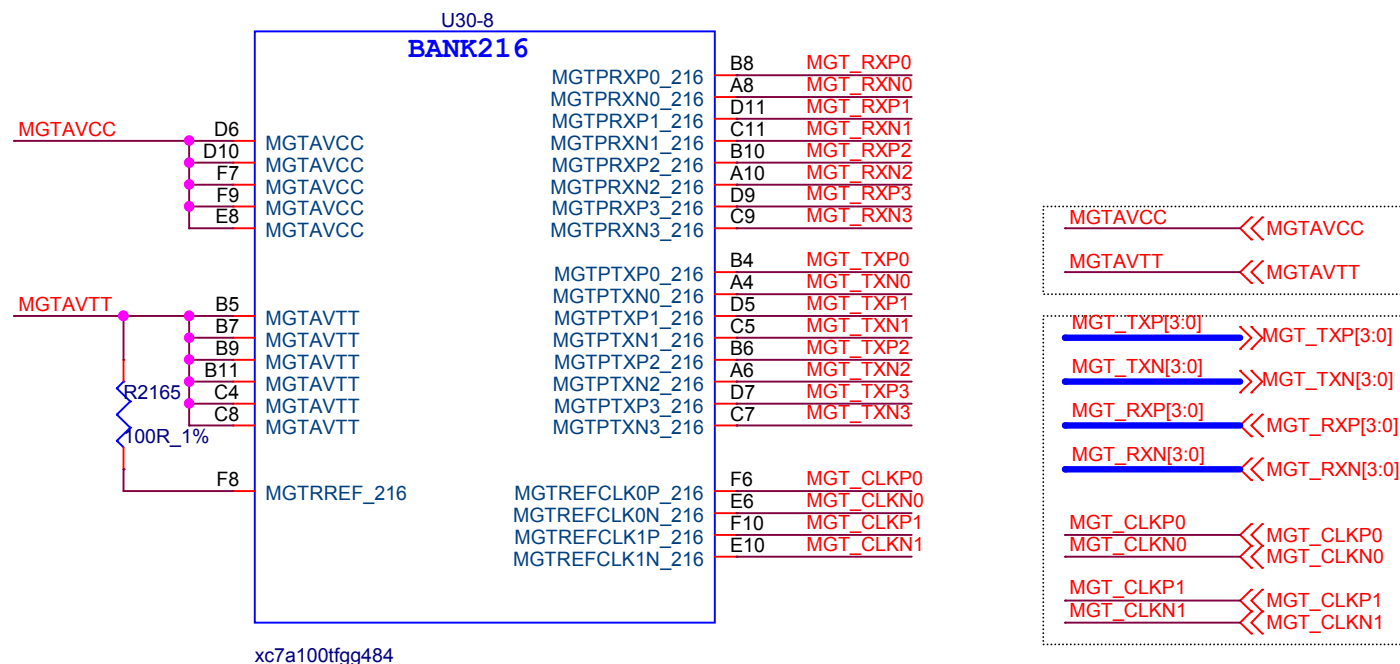 U30-8
BANK216
MGTAVCC
D6 MGTAVCC
D10 MGTAVCC
F7 MGTAVCC
F9 MGTAVCC
E8 MGTAVCC
MGTAVTT
B5 MGTAVTT
B7 MGTAVTT
B9 MGTAVTT
B11 MGTAVTT
C4 MGTAVTT
C8 MGTAVTT
R2165
100R_1%
F8 MGTRREF_216
MGTPRXP0_216 B8 MGT_RXP0
MGTPRXN0_216 A8 MGT_RXN0
MGTPRXP1_216 D11 MGT_RXP1
MGTPRXN1_216 C11 MGT_RXN1
MGTPRXP2_216 B10 MGT_RXP2
MGTPRXN2_216 A10 MGT_RXN2
MGTPRXP3_216 D9 MGT_RXP3
MGTPRXN3_216 C9 MGT_RXN3
MGTPTXP0_216 B4 MGT_TXP0
MGTPTXN0_216 A4 MGT_TXN0
MGTPTXP1_216 D5 MGT_TXP1
MGTPTXN1_216 C5 MGT_TXN1
MGTPTXP2_216 B6 MGT_TXP2
MGTPTXN2_216 A6 MGT_TXN2
MGTPTXP3_216 D7 MGT_TXP3
MGTPTXN3_216 C7 MGT_TXN3
MGTREFCLK0P_216 F6 MGT_CLKP0
MGTREFCLK0N_216 E6 MGT_CLKN0
MGTREFCLK1P_216 F10 MGT_CLKP1
MGTREFCLK1N_216 E10 MGT_CLKN1
xc7a100tfgg484
MGTAVCC MGTAVCC
MGTAVTT MGTAVTT
MGT_TXP[3:0] MGT_TXP[3:0]
MGT_TXN[3:0] MGT_TXN[3:0]
MGT_RXP[3:0] MGT_RXP[3:0]
MGT_RXN[3:0] MGT_RXN[3:0]
MGT_CLKP0 MGT_CLKP0
MGT_CLKN0 MGT_CLKN0
MGT_CLKP1 MGT_CLKP1
MGT_CLKN1 MGT_CLKN1